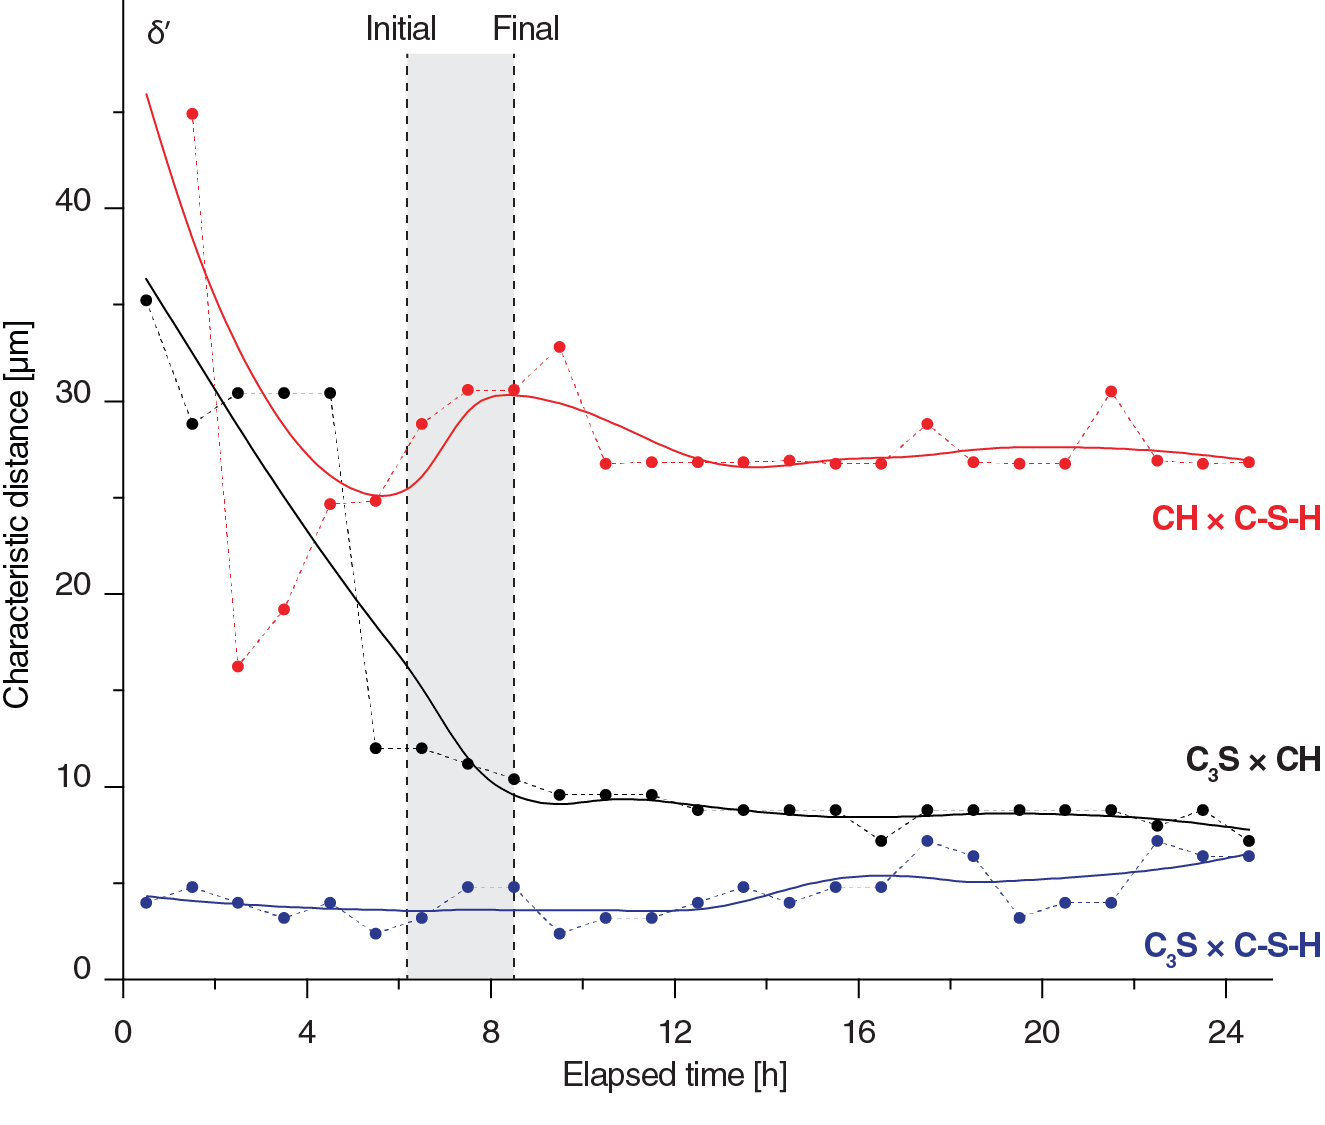 δ′
Initial
Final
Characteristic distance [μm]
40
30
20
10
0
CH × C-S-H
C₃S × CH
C₃S × C-S-H
0 4 8 12 16 20 24
Elapsed time [h]